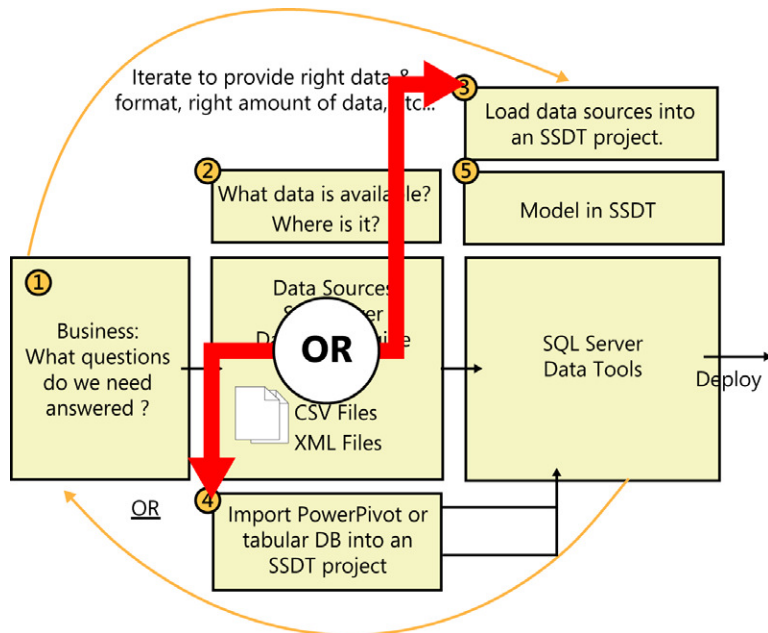 Iterate to provide right data &
format, right amount of data, etc...
3
Load data sources into
an SSDT project.
2
What data is available?
Where is it?
5
Model in SSDT
1
Business:
What questions
do we need
answered ?
Data Sources
OR
CSV Files
XML Files
SQL Server
Data Tools
Deploy
OR
4
Import PowerPivot or
tabular DB into an
SSDT project